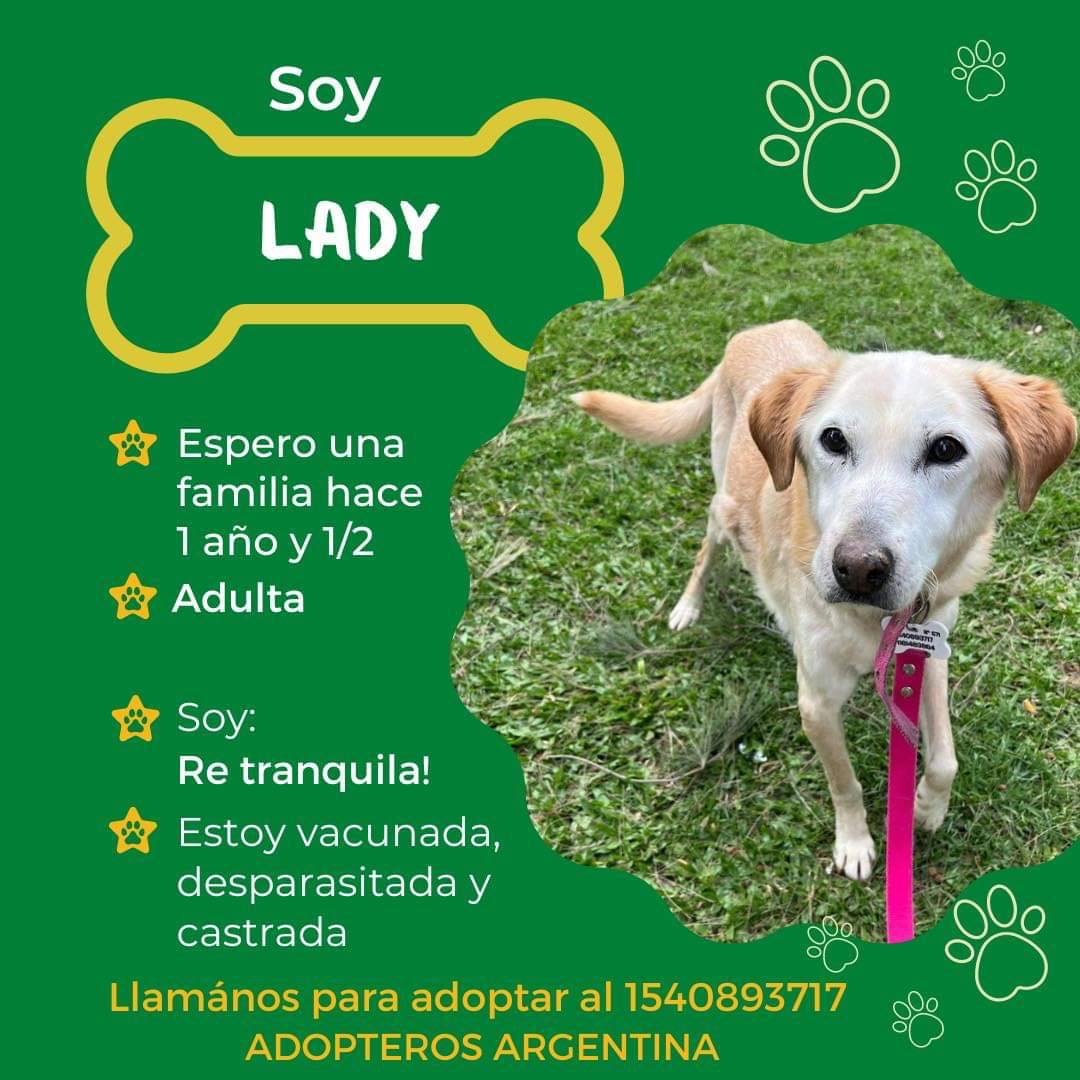 Soy
LADY
Espero una
familia hace
1 año y 1/2
Adulta
Soy:
Re tranquila!
Estoy vacunada,
desparasitada y
castrada
Llamános para adoptar al 1540893717
ADOPTEROS ARGENTINA